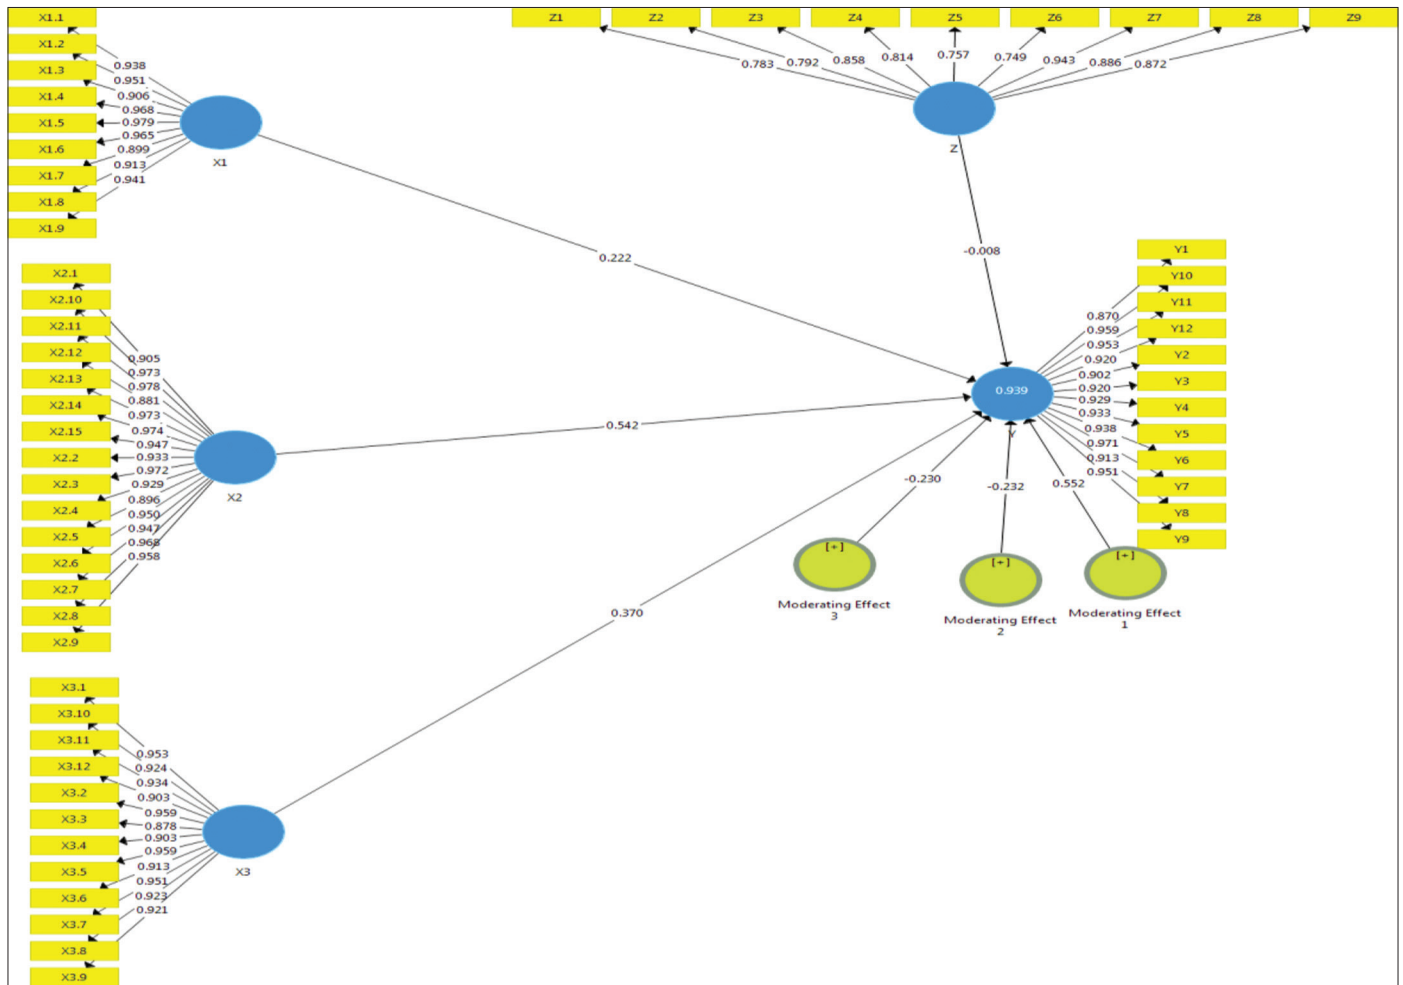 X1.1
X1.2
X1.3
X1.4
X1.5
X1.6
X1.7
X1.8
X1.9
0.938
0.951
0.906
0.968
0.979
0.965
0.899
0.913
0.941
X1
Z1
Z2
Z3
Z4
Z5
Z6
Z7
Z8
Z9
0.783
0.792
0.858
0.814
0.757
0.749
0.943
0.886
0.872
Z
0.222
-0.008
X2.1
X2.10
X2.11
X2.12
X2.13
X2.14
X2.15
X2.2
X2.3
X2.4
X2.5
X2.6
X2.7
X2.8
X2.9
0.905
0.973
0.978
0.881
0.973
0.974
0.947
0.933
0.972
0.929
0.896
0.950
0.947
0.968
0.958
X2
0.542
Y1
Y10
Y11
Y12
Y2
Y3
Y4
Y5
Y6
Y7
Y8
Y9
0.870
0.959
0.953
0.920
0.902
0.920
0.929
0.933
0.938
0.971
0.913
0.951
0.939
Y
-0.230
-0.232
0.552
[+]
Moderating Effect
3
[+]
Moderating Effect
2
[+]
Moderating Effect
1
0.370
X3.1
X3.10
X3.11
X3.12
X3.2
X3.3
X3.4
X3.5
X3.6
X3.7
X3.8
X3.9
0.953
0.924
0.934
0.903
0.959
0.878
0.903
0.959
0.913
0.951
0.923
0.921
X3